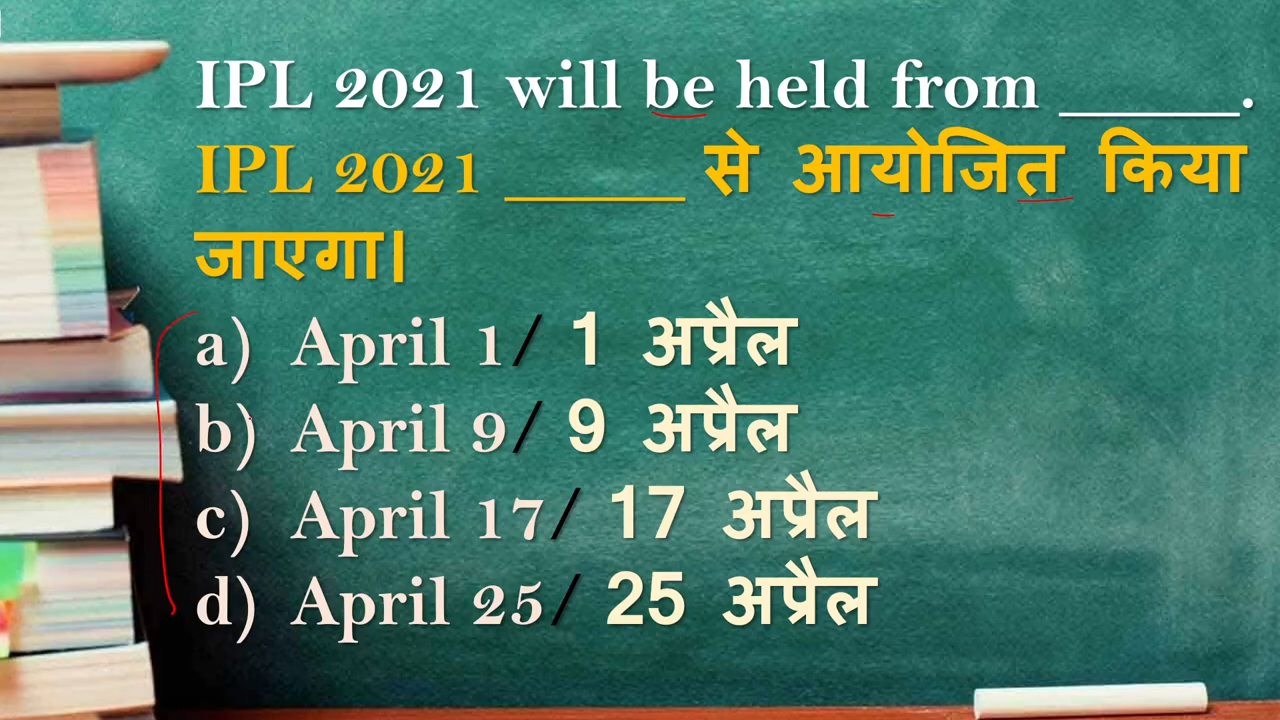 IPL 2021 will be held from ______.
IPL 2021 ______ से आयोजित किया
जाएगा।
a) April 1/ 1 अप्रैल
b) April 9/ 9 अप्रैल
c) April 17/ 17 अप्रैल
d) April 25/ 25 अप्रैल